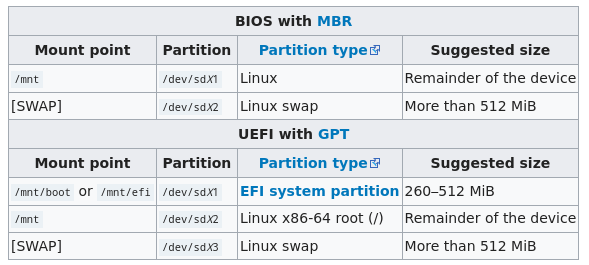 BIOS with MBR
Mount point Partition Partition type Suggested size
/mnt /dev/sdX1 Linux Remainder of the device
[SWAP] /dev/sdX2 Linux swap More than 512 MiB
UEFI with GPT
Mount point Partition Partition type Suggested size
/mnt/boot or /mnt/efi /dev/sdX1 EFI system partition 260–512 MiB
/mnt /dev/sdX2 Linux x86-64 root (/) Remainder of the device
[SWAP] /dev/sdX3 Linux swap More than 512 MiB